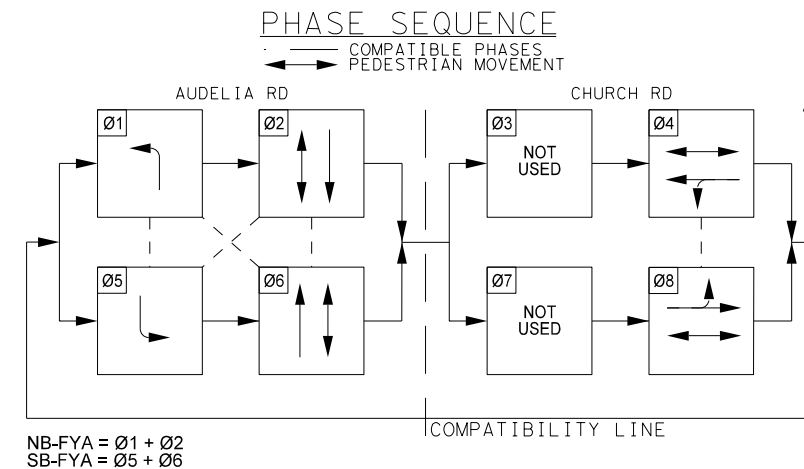 PHASE SEQUENCE
COMPATIBLE PHASES
PEDESTRIAN MOVEMENT
AUDELIA RD
CHURCH RD
Ø1
Ø2
Ø3
NOT
USED
Ø4
Ø5
Ø6
Ø7
NOT
USED
Ø8
COMPATIBILITY LINE
NB-FYA = Ø1 + Ø2
SB-FYA = Ø5 + Ø6